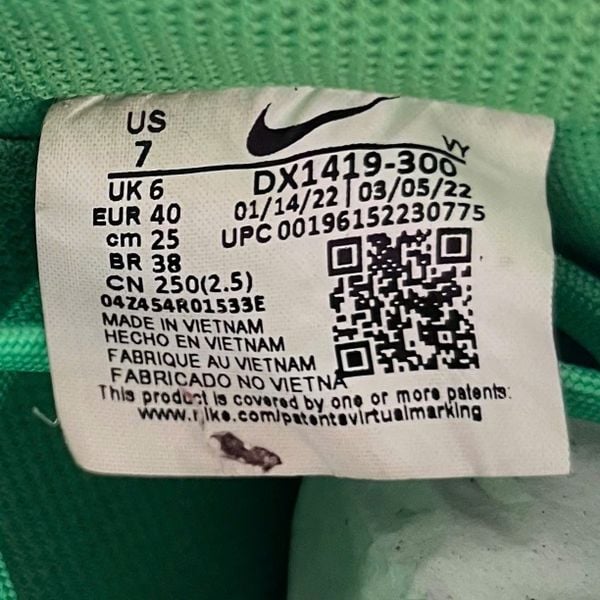 US
7
VY
DX1419-300
UK 6
01/14/22 | 03/05/22
EUR 40
UPC 00196152230775
cm 25
BR 38
CN 250(2.5)
04Z454R01533E
MADE IN VIETNAM
HECHO EN VIETNAM
FABRIQUE AU VIETNAM
FABRICADO NO VIETNA
This product is covered by one or more patents:
www.nike.com/patentsvirtualmarking